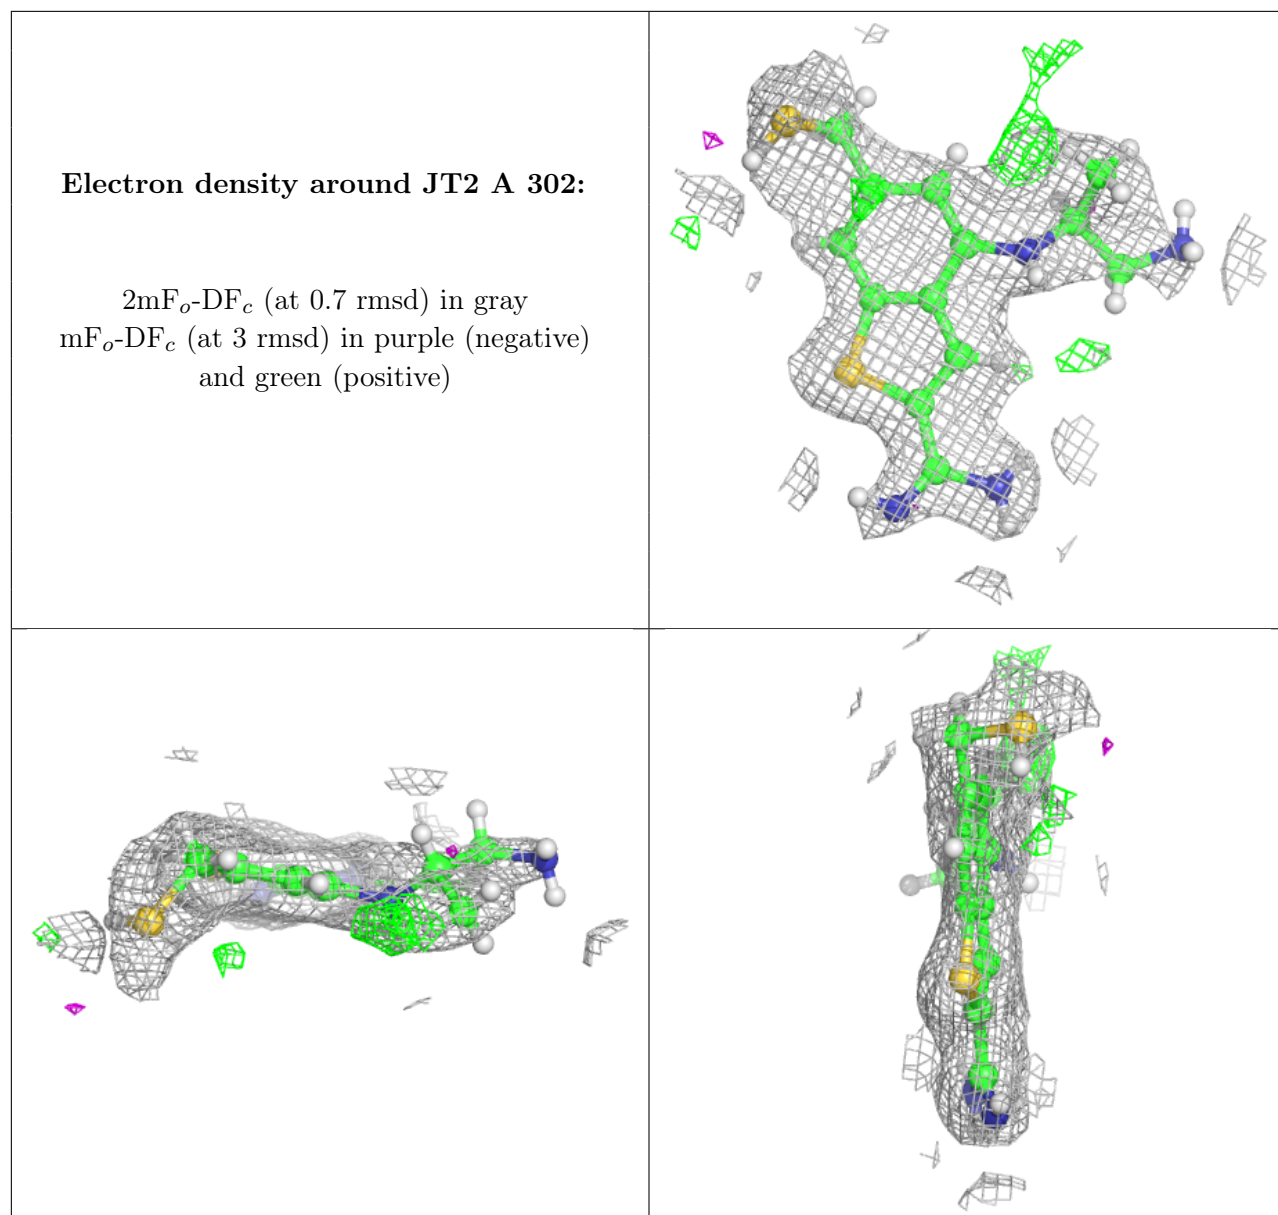 Electron density around JT2 A 302:
2mFo-DFc (at 0.7 rmsd) in gray
mFo-DFc (at 3 rmsd) in purple (negative)
and green (positive)